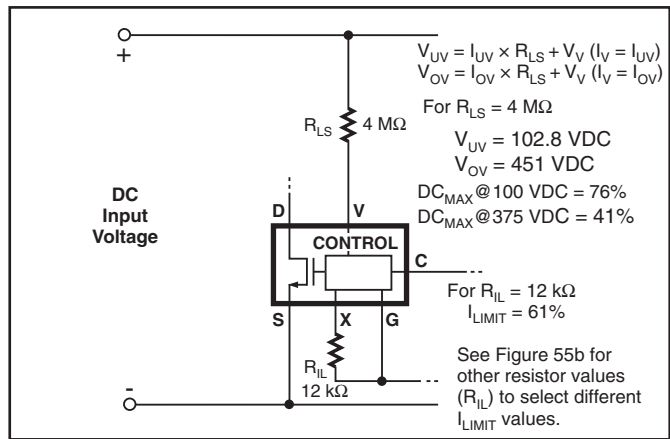 +
V_UV = I_UV × R_LS + V_V (I_V = I_UV)
V_OV = I_OV × R_LS + V_V (I_V = I_OV)
For R_LS = 4 MΩ
R_LS 4 MΩ
V_UV = 102.8 VDC
V_OV = 451 VDC
DC_MAX@100 VDC = 76%
DC_MAX@375 VDC = 41%
DC
Input
Voltage
D V
CONTROL
C
For R_IL = 12 kΩ
I_LIMIT = 61%
S X G
R_IL
12 kΩ
See Figure 55b for
other resistor values
(R_IL) to select different
I_LIMIT values.
-